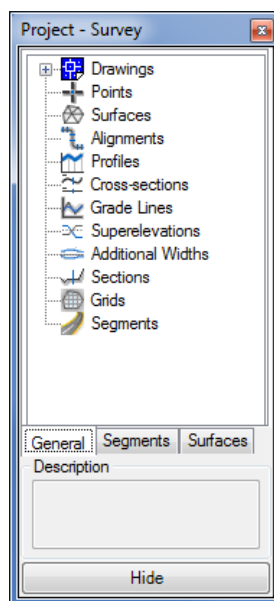 Project - Survey
Drawings
Points
Surfaces
Alignments
Profiles
Cross-sections
Grade Lines
Superelevations
Additional Widths
Sections
Grids
Segments
General Segments Surfaces
Description
Hide